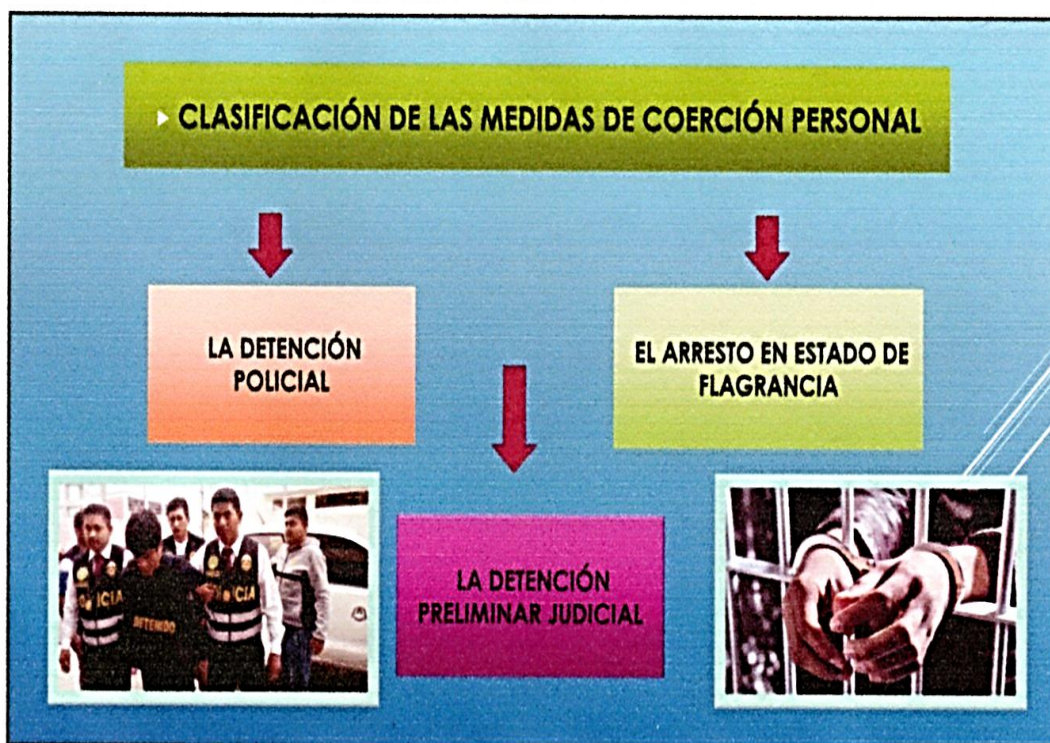 CLASIFICACIÓN DE LAS MEDIDAS DE COERCIÓN PERSONAL
LA DETENCIÓN
POLICIAL
EL ARRESTO EN ESTADO DE
FLAGRANCIA
LA DETENCIÓN
PRELIMINAR JUDICIAL
DETENIDO